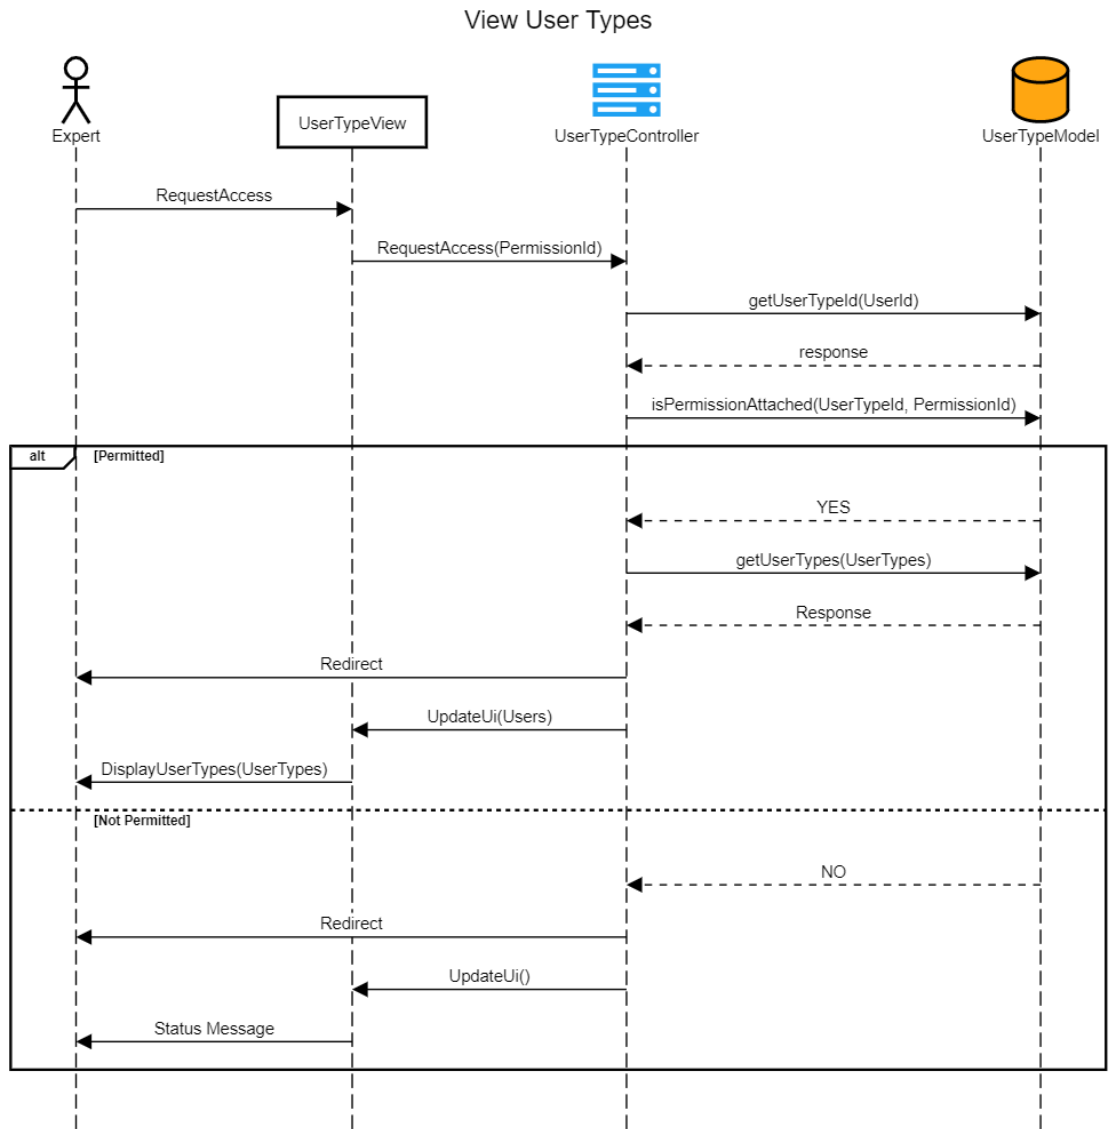 View User Types
Expert
UserTypeView
UserTypeController
UserTypeModel
RequestAccess
RequestAccess(PermissionId)
getUserTypeId(UserId)
response
isPermissionAttached(UserTypeId, PermissionId)
alt
[Permitted]
YES
getUserTypes(UserTypes)
Response
Redirect
UpdateUi(Users)
DisplayUserTypes(UserTypes)
[Not Permitted]
NO
Redirect
UpdateUi()
Status Message